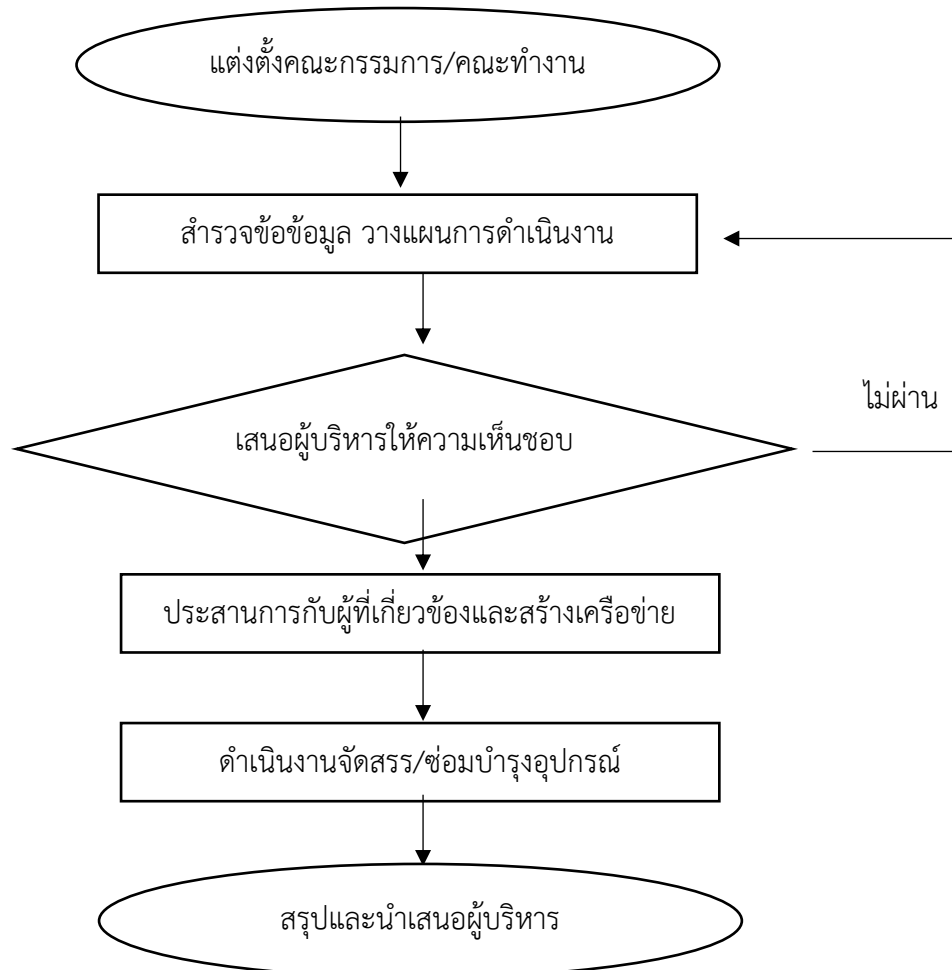 แต่งตั้งคณะกรรมการ/คณะทำงาน
สำรวจข้อข้อมูล วางแผนการดำเนินงาน
ไม่ผ่าน
เสนอผู้บริหารให้ความเห็นชอบ
ประสานการกับผู้ที่เกี่ยวข้องและสร้างเครือข่าย
ดำเนินงานจัดสรร/ซ่อมบำรุงอุปกรณ์
สรุปและนำเสนอผู้บริหาร